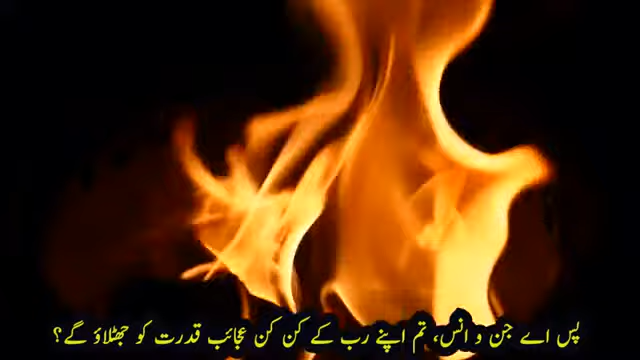 پس اے جن و انس، تم اپنے رب کے کن کن عجائب قدرت کو جھٹلاؤ گے؟